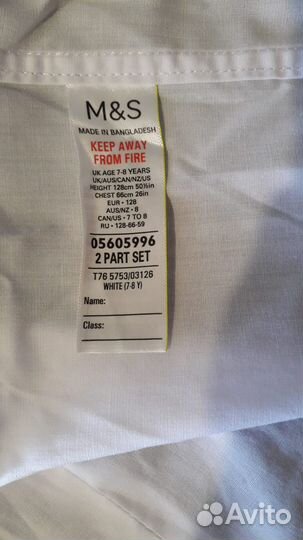 M&S
MADE IN BANGLADESH
KEEP AWAY
FROM FIRE
UK AGE 7-8 YEARS
UK/AUS/CAN/NZ/US
HEIGHT 128cm 50½in
CHEST 66cm 26in
EUR • 128
AUS/NZ • 8
CAN/US • 7 TO 8
RU • 128-66-59
05605996
2 PART SET
T76 5753/03126
WHITE (7-8 Y)
Name:
Class:
Avito